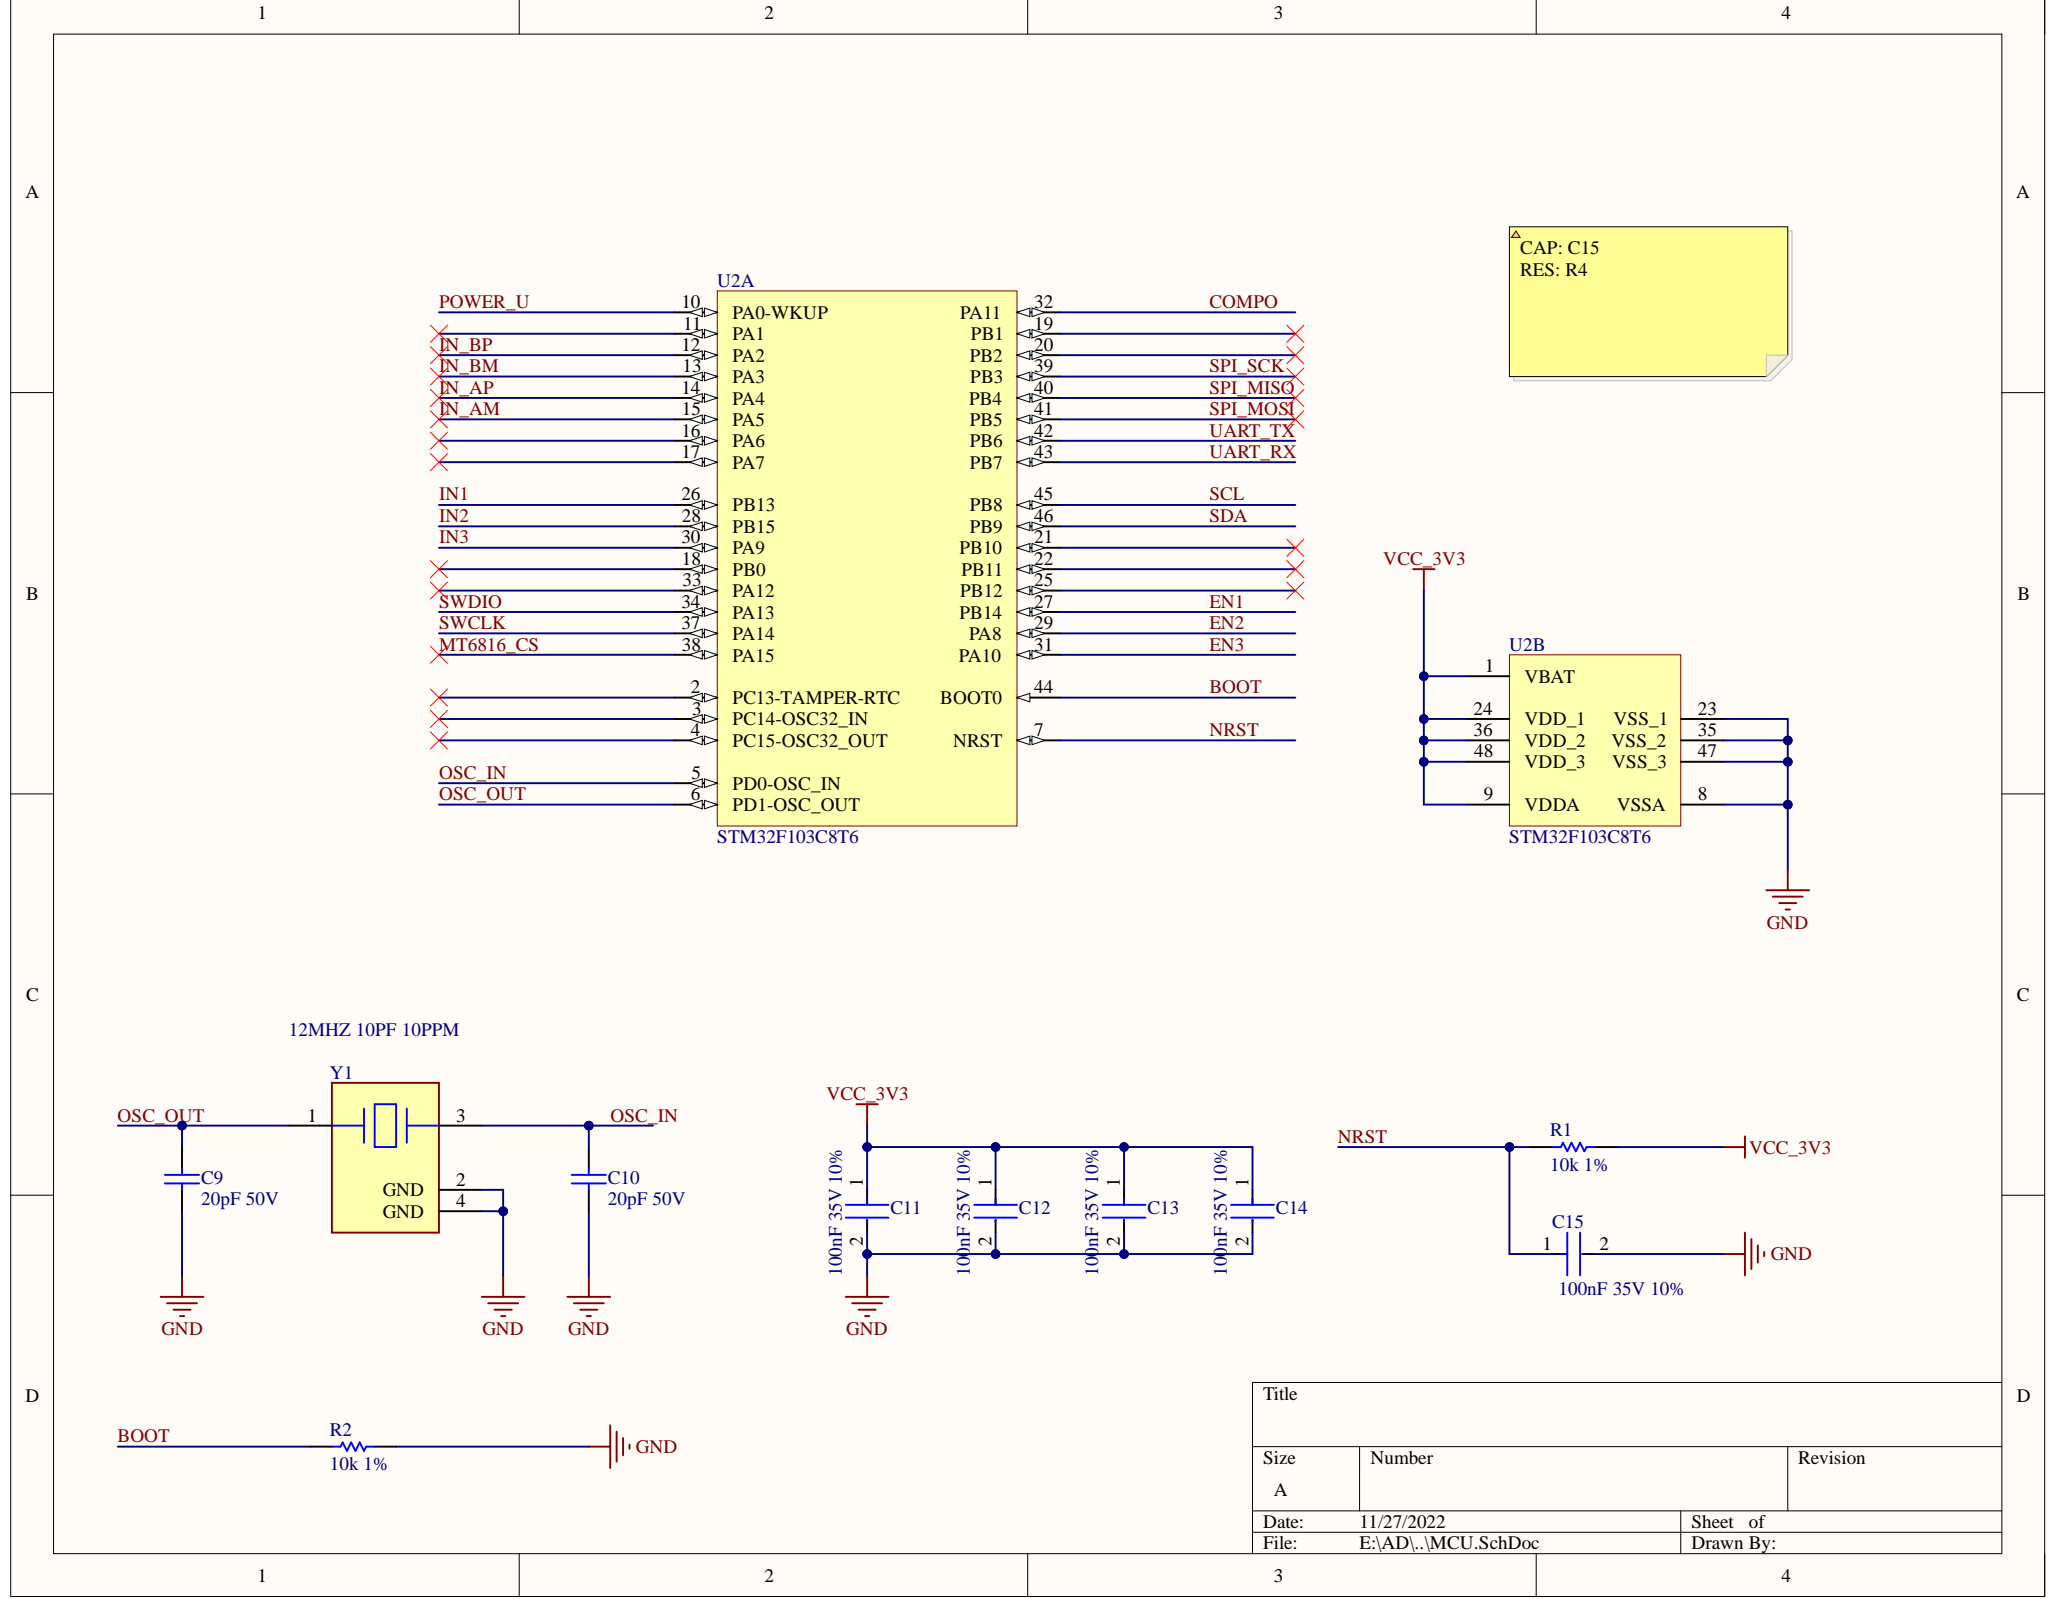 1 2 3 4
A A
CAP: C15
RES: R4
U2A
POWER_U 10 PA0-WKUP PA11 32 COMPO
11 PA1 PB1 19
IN_BP 12 PA2 PB2 20
IN_BM 13 PA3 PB3 39 SPI_SCK
IN_AP 14 PA4 PB4 40 SPI_MISO
IN_AM 15 PA5 PB5 41 SPI_MOSI
16 PA6 PB6 42 UART_TX
17 PA7 PB7 43 UART_RX
IN1 26 PB13 PB8 45 SCL
IN2 28 PB15 PB9 46 SDA
IN3 30 PA9 PB10 21
18 PB0 PB11 22
33 PA12 PB12 25
SWDIO 34 PA13 PB14 27 EN1
SWCLK 37 PA14 PA8 29 EN2
MT6816_CS 38 PA15 PA10 31 EN3
2 PC13-TAMPER-RTC BOOT0 44 BOOT
3 PC14-OSC32_IN
4 PC15-OSC32_OUT NRST 7 NRST
OSC_IN 5 PD0-OSC_IN
OSC_OUT 6 PD1-OSC_OUT
STM32F103C8T6
B B
VCC_3V3
U2B
1 VBAT
24 VDD_1 VSS_1 23
36 VDD_2 VSS_2 35
48 VDD_3 VSS_3 47
9 VDDA VSSA 8
STM32F103C8T6
GND
C C
12MHZ 10PF 10PPM
Y1
OSC_OUT 1 3 OSC_IN
C9
20pF 50V
GND 2
GND 4
C10
20pF 50V
GND GND GND
VCC_3V3
100nF 35V 10% 1 2 C11
100nF 35V 10% 1 2 C12
100nF 35V 10% 1 2 C13
100nF 35V 10% 1 2 C14
GND
NRST R1 VCC_3V3
10k 1%
C15
1 2 GND
100nF 35V 10%
D D
BOOT R2 GND
10k 1%
Title
Size Number Revision
A
Date: 11/27/2022 Sheet of
File: E:\AD\..\MCU.SchDoc Drawn By:
1 2 3 4